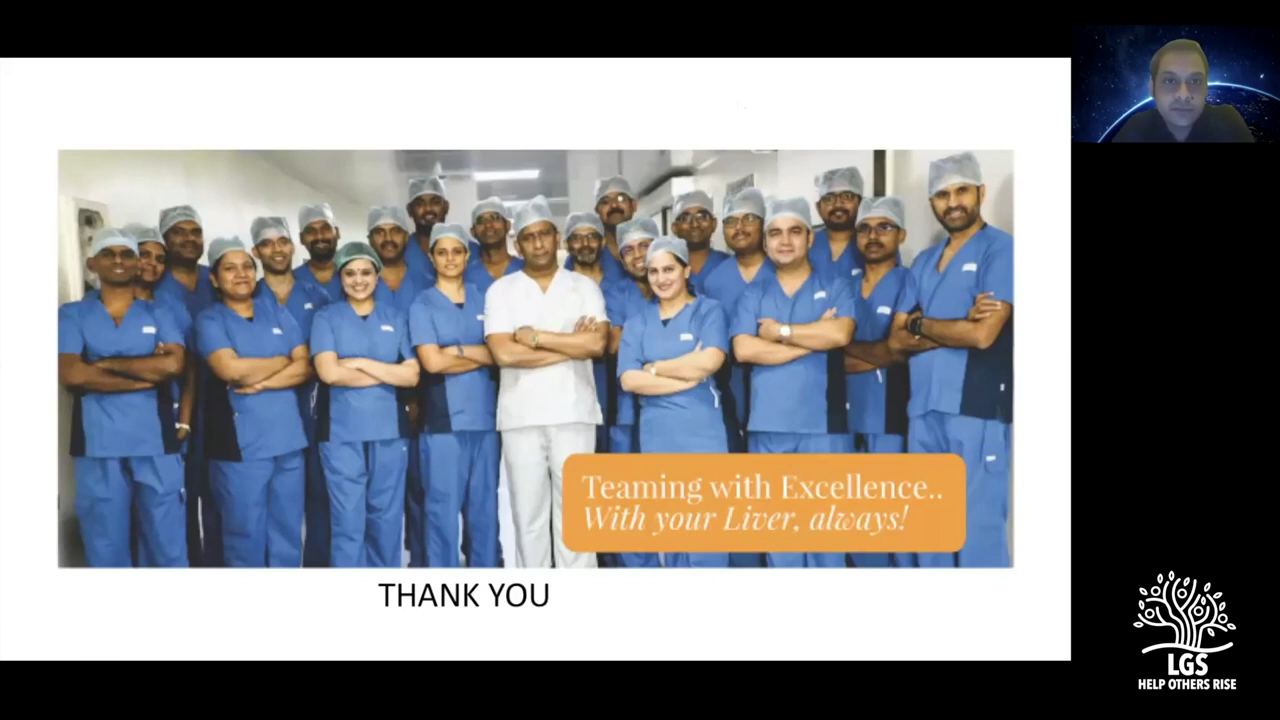 Teaming with Excellence..
With your Liver, always!
THANK YOU
LGS
HELP OTHERS RISE